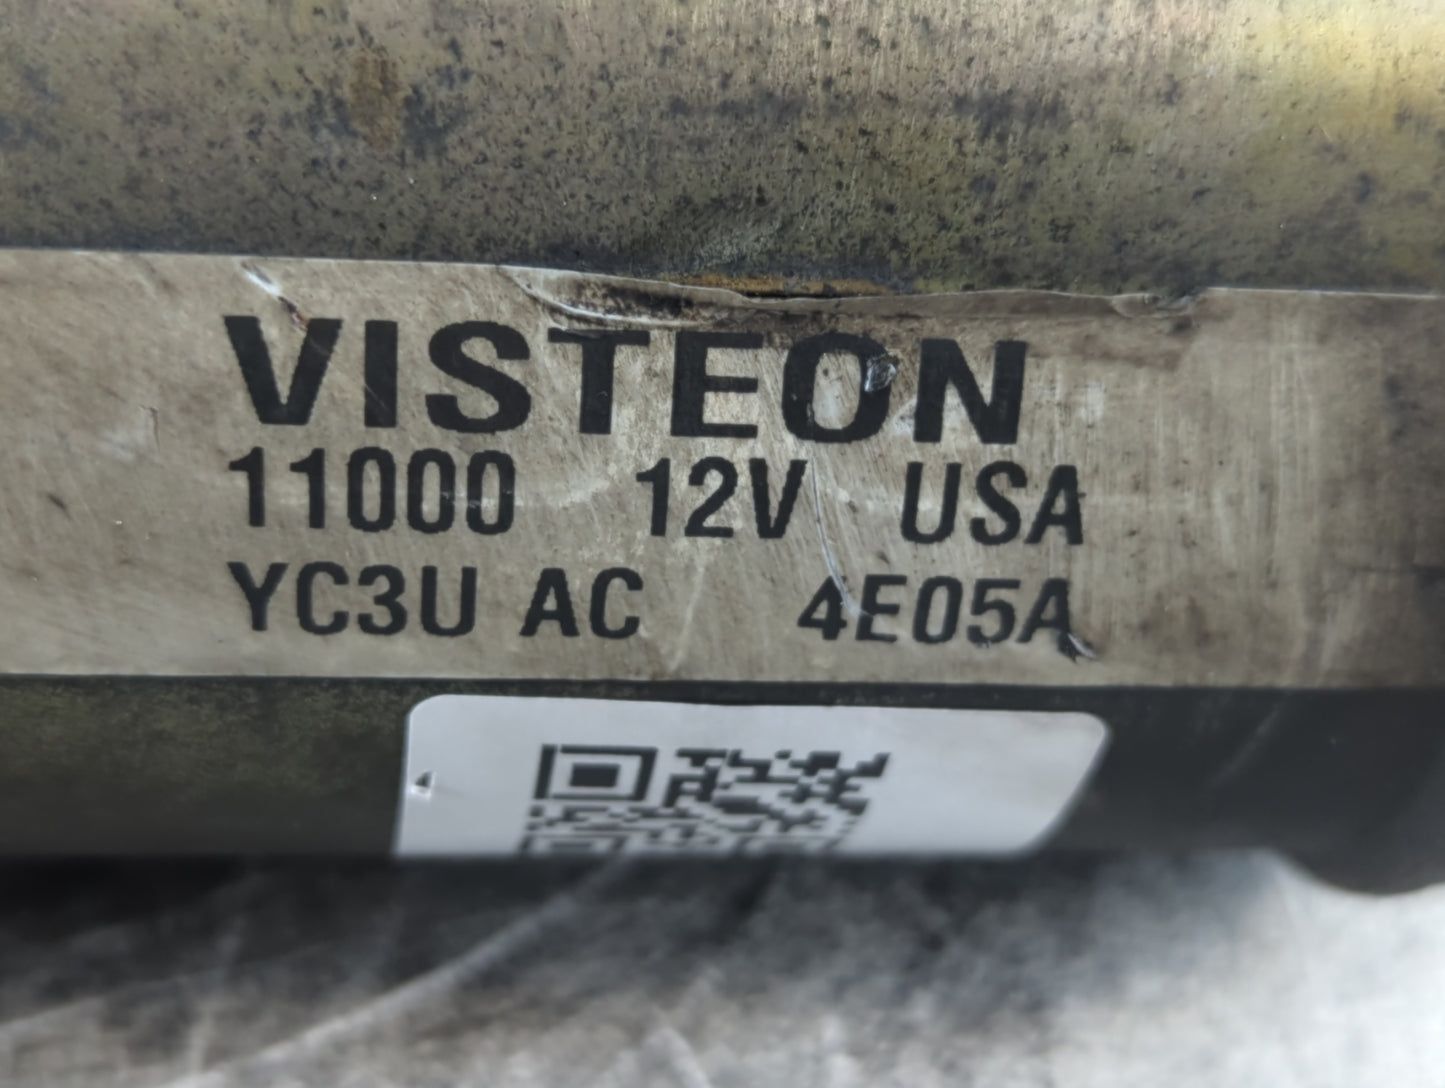 VISTEON
11000 12V USA
YC3U AC 4E05A